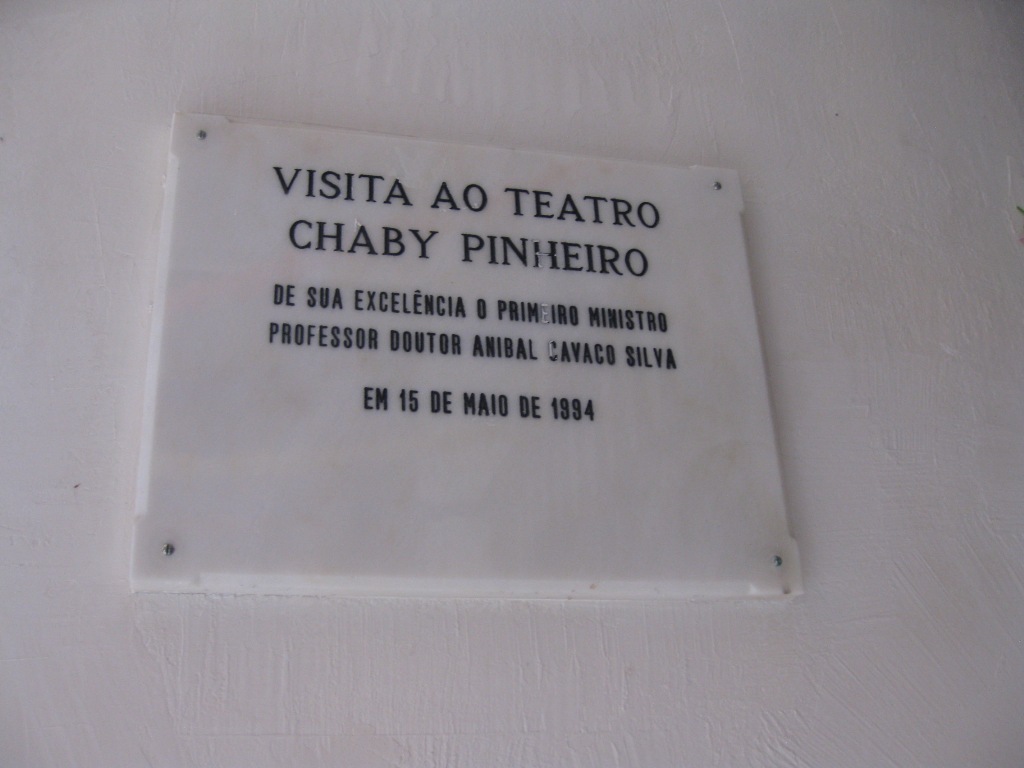 VISITA AO TEATRO
CHABY PINHEIRO
DE SUA EXCELÊNCIA O PRIMEIRO MINISTRO
PROFESSOR DOUTOR ANIBAL CAVACO SILVA
EM 15 DE MAIO DE 1994